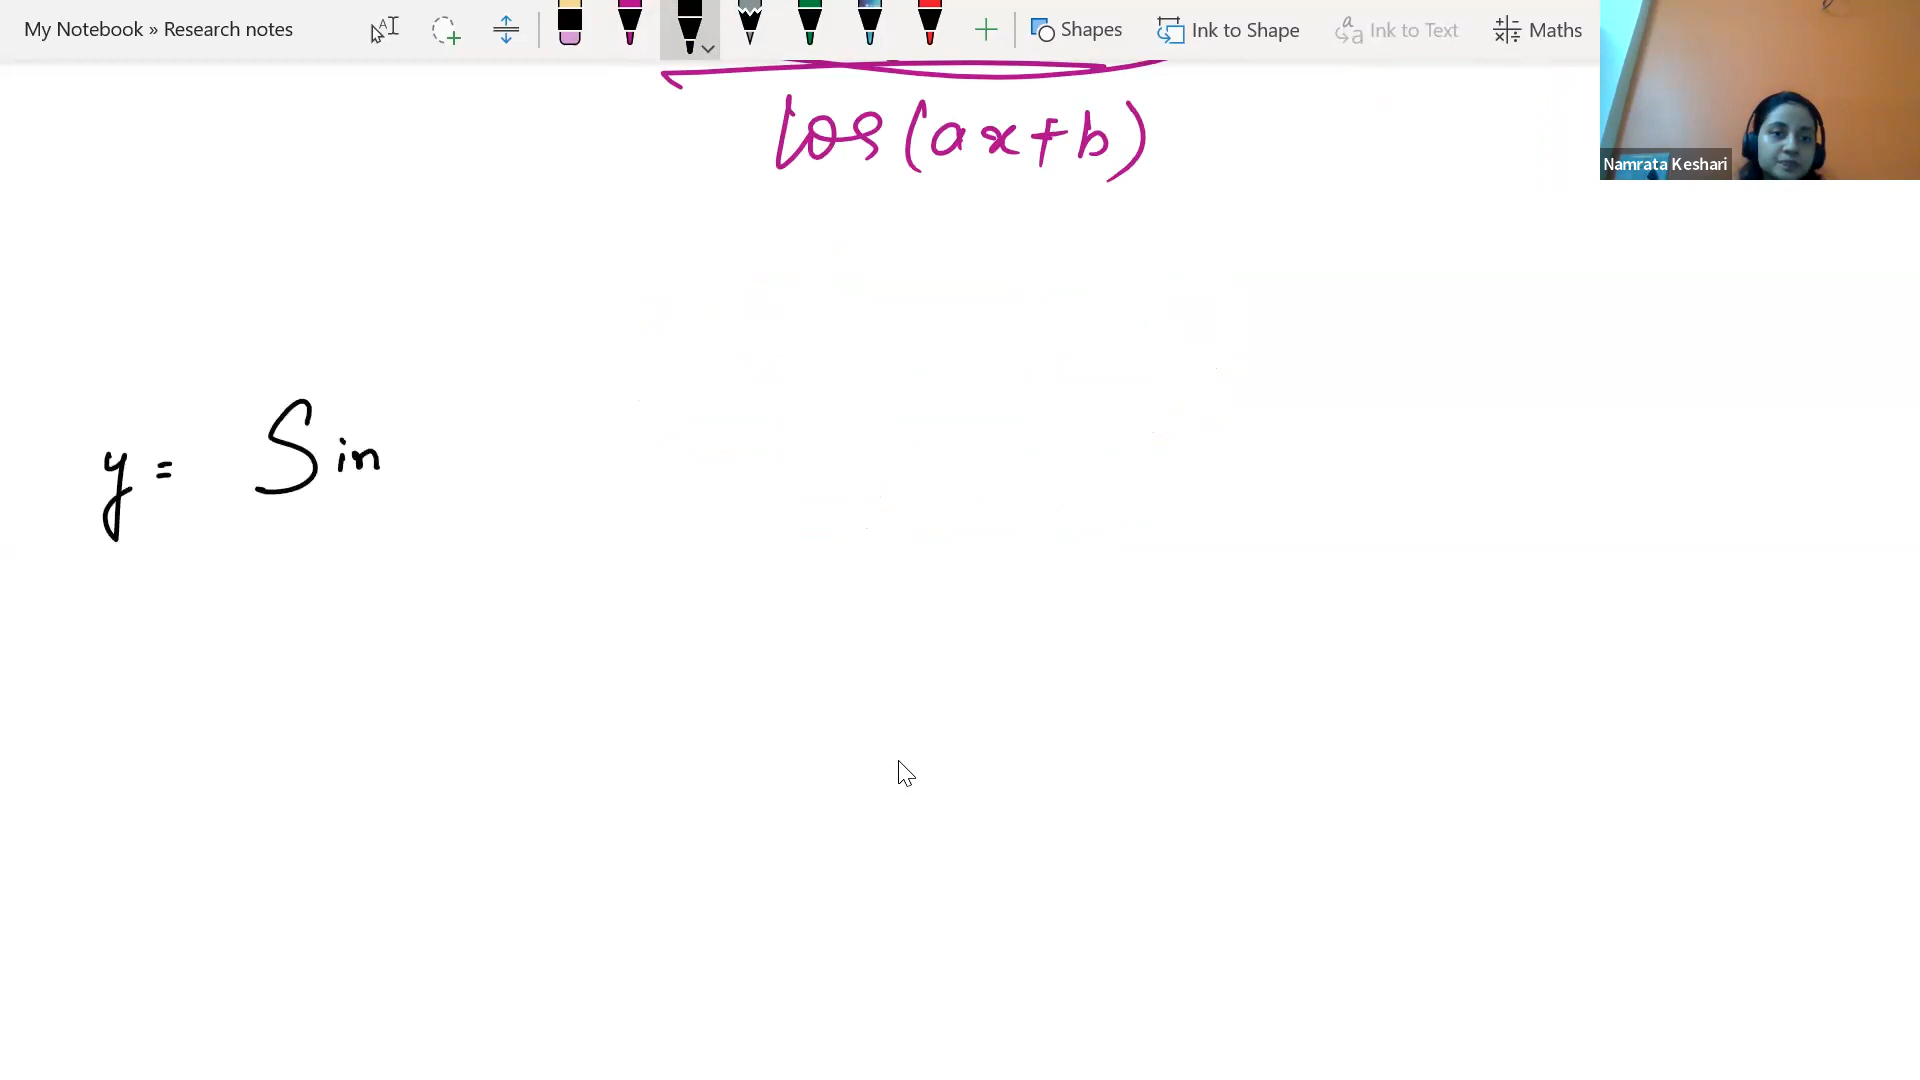 My Notebook » Research notes Shapes Ink to Shape Ink to Text Maths
Namrata Keshari
cos(ax+b)
y = Sin